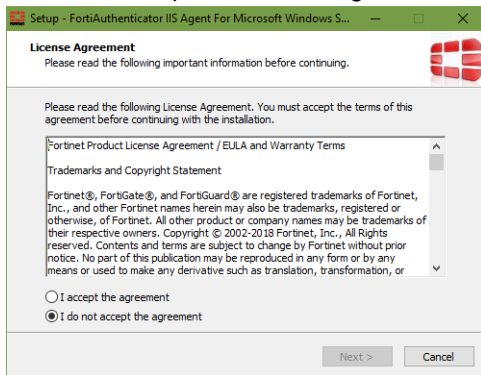 Setup - FortiAuthenticator IIS Agent For Microsoft Windows S...
License Agreement
Please read the following important information before continuing.
Please read the following License Agreement. You must accept the terms of this
agreement before continuing with the installation.
Fortinet Product License Agreement / EULA and Warranty Terms
Trademarks and Copyright Statement
Fortinet®, FortiGate®, and FortiGuard® are registered trademarks of Fortinet,
Inc., and other Fortinet names herein may also be trademarks, registered or
otherwise, of Fortinet. All other product or company names may be trademarks of
their respective owners. Copyright © 2002-2018 Fortinet, Inc., All Rights
reserved. Contents and terms are subject to change by Fortinet without prior
notice. No part of this publication may be reproduced in any form or by any
means or used to make any derivative such as translation, transformation, or
I accept the agreement
I do not accept the agreement
Next >
Cancel